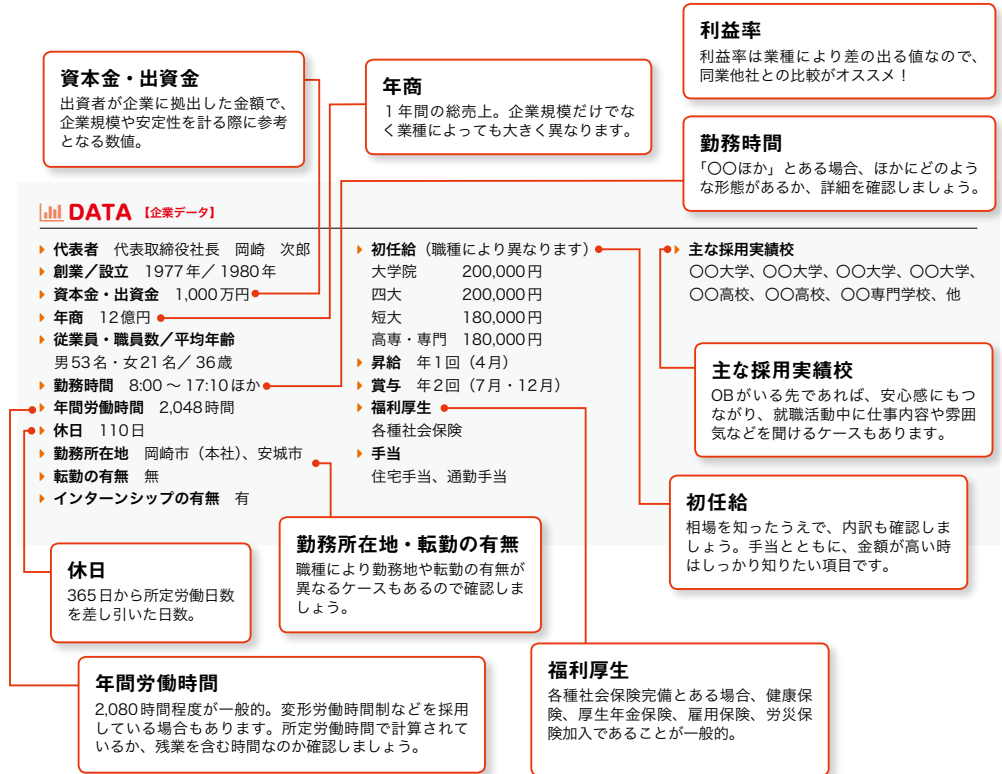 利益率
利益率は業種により差の出る値なので、
同業他社との比較がオススメ！
資本金・出資金
出資者が企業に拠出した金額で、
企業規模や安定性を計る際に参考
となる数値。
年商
１年間の総売上。企業規模だけでな
く業種によっても大きく異なります。
勤務時間
「〇〇ほか」とある場合、ほかにどのよう
な形態があるか、詳細を確認しましょう。
DATA 【企業データ】
代表者　代表取締役社長　岡崎　次郎
創業／設立　1977年／1980年
資本金・出資金　1,000万円
年商　12億円
従業員・職員数／平均年齢
男53名・女21名／36歳
勤務時間　8:00 ～ 17:10ほか
年間労働時間　2,048時間
休日　110日
勤務所在地　岡崎市（本社）、安城市
転勤の有無　無
インターンシップの有無　有
初任給（職種により異なります）
大学院　200,000円
四大　200,000円
短大　180,000円
高専・専門　180,000円
昇給　年1回（4月）
賞与　年2回（7月・12月）
福利厚生
各種社会保険
手当
住宅手当、通勤手当
主な採用実績校
〇〇大学、〇〇大学、〇〇大学、〇〇大学、
〇〇高校、〇〇高校、〇〇専門学校、他
主な採用実績校
OBがいる先であれば、安心感にもつ
ながり、就職活動中に仕事内容や雰囲
気などを聞けるケースもあります。
初任給
相場を知ったうえで、内訳も確認しま
しょう。手当とともに、金額が高い時
はしっかり知りたい項目です。
勤務所在地・転勤の有無
職種により勤務地や転勤の有無が
異なるケースもあるので確認しま
しょう。
休日
365日から所定労働日数
を差し引いた日数。
年間労働時間
2,080時間程度が一般的。変形労働時間制などを採用
している場合もあります。所定労働時間で計算されて
いるか、残業を含む時間なのか確認しましょう。
福利厚生
各種社会保険完備とある場合、健康保
険、厚生年金保険、雇用保険、労災保
険加入であることが一般的。